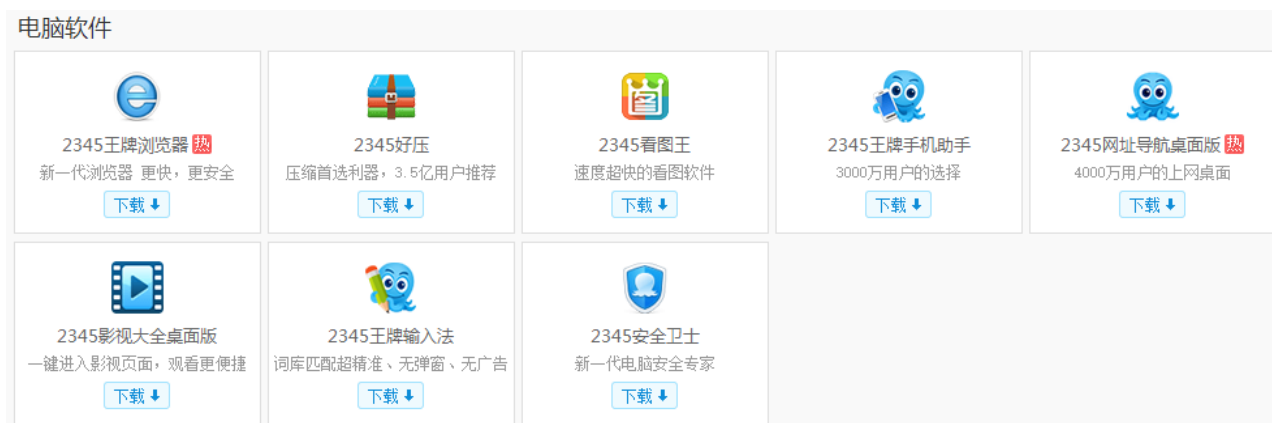 电脑软件
2345王牌浏览器 热
新一代浏览器 更快，更安全
下载
2345好压
压缩首选利器，3.5亿用户推荐
下载
2345看图王
速度超快的看图软件
下载
2345王牌手机助手
3000万用户的选择
下载
2345网址导航桌面版 热
4000万用户的上网桌面
下载
2345影视大全桌面版
一键进入影视页面，观看更便捷
下载
2345王牌输入法
词库匹配超精准、无弹窗、无广告
下载
2345安全卫士
新一代电脑安全专家
下载